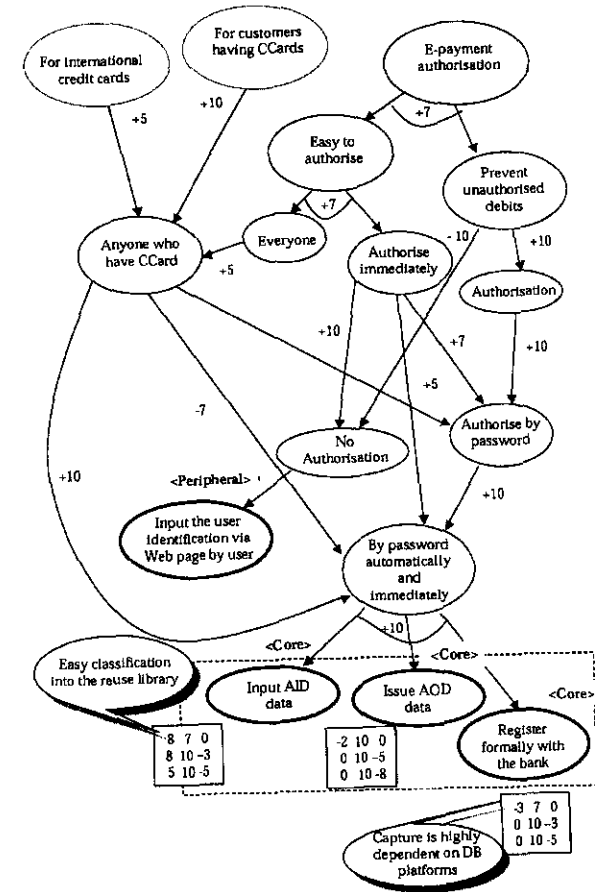 For customers
having CCards
E-payment
authorisation
For international
credit cards
+5
+10
+7
Easy to
authorise
Prevent
unauthorised
debits
+7
Anyone who
have CCard
Everyone
+5
Authorise
immediately
- 10
+10
Authorisation
+10
+7
+10
+5
-7
No
Authorisation
Authorise by
password
+10
<Peripheral>
+10
Input the user
identification via
Web page by user
By password
automatically
and
immediately
+10
<Core>
<Core>
<Core>
Easy classification
into the reuse library
Input AID
data
Issue AOD
data
Register
formally with
the bank
8 7 0
8 10 -3
5 10 -5
-2 10 0
0 10 -5
0 10 -8
-3 7 0
0 10 -3
0 10 -5
Capture is highly
dependent on DB
platforms